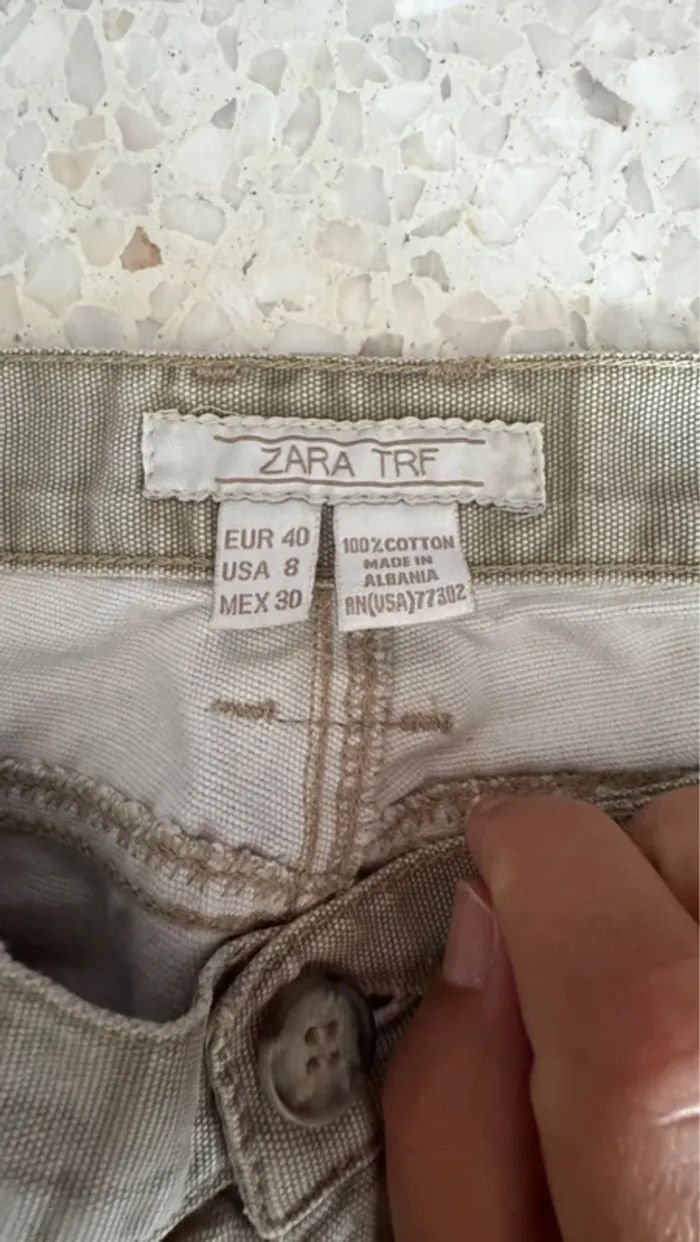 ZARA TRF
EUR 40
USA 8
MEX 30
100%COTTON
MADE IN
ALBANIA
RN(USA)77302